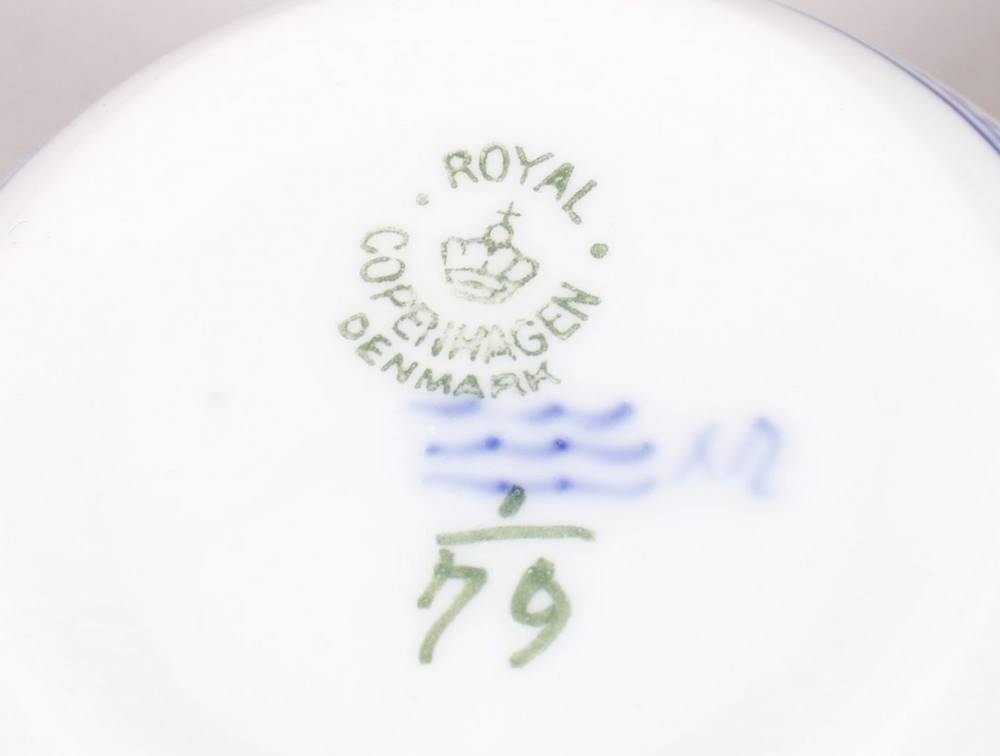 ROYAL
COPENHAGEN
DENMARK
1
79